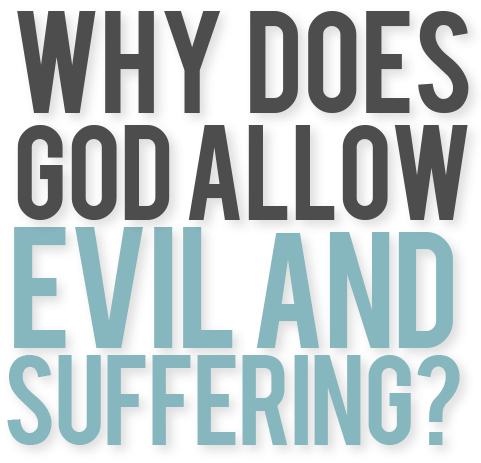 WHY DOES
GOD ALLOW
EVIL AND
SUFFERING?